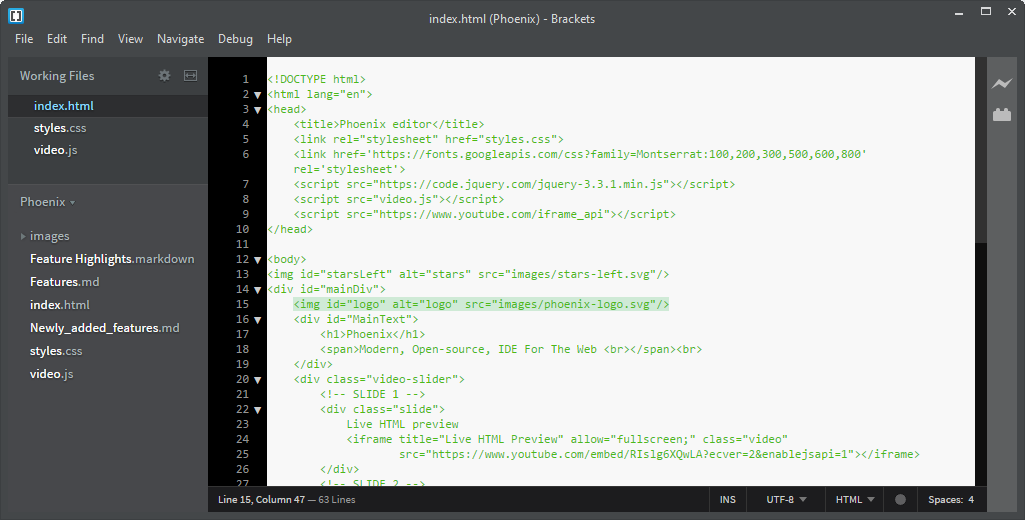 index.html (Phoenix) - Brackets
File Edit Find View Navigate Debug Help
Working Files
index.html
styles.css
video.js
Phoenix
images
Feature Highlights.markdown
Features.md
index.html
Newly_added_features.md
styles.css
video.js
1 <!DOCTYPE html>
2 <html lang="en">
3 <head>
4 <title>Phoenix editor</title>
5 <link rel="stylesheet" href="styles.css">
6 <link href='https://fonts.googleapis.com/css?family=Montserrat:100,200,300,500,600,800'
rel='stylesheet'>
7 <script src="https://code.jquery.com/jquery-3.3.1.min.js"></script>
8 <script src="video.js"></script>
9 <script src="https://www.youtube.com/iframe_api"></script>
10 </head>
11
12 <body>
13 <img id="starsLeft" alt="stars" src="images/stars-left.svg"/>
14 <div id="mainDiv">
15 <img id="logo" alt="logo" src="images/phoenix-logo.svg"/>
16 <div id="MainText">
17 <h1>Phoenix</h1>
18 <span>Modern, Open-source, IDE For The Web <br></span><br>
19 </div>
20 <div class="video-slider">
21 <!-- SLIDE 1 -->
22 <div class="slide">
23 Live HTML preview
24 <iframe title="Live HTML Preview" allow="fullscreen;" class="video"
25 src="https://www.youtube.com/embed/RIslg6XQwLA?ecver=2&enablejsapi=1"></iframe>
26 </div>
27 <!-- SLIDE 2 -->
Line 15, Column 47 — 63 Lines
INS UTF-8 HTML Spaces: 4